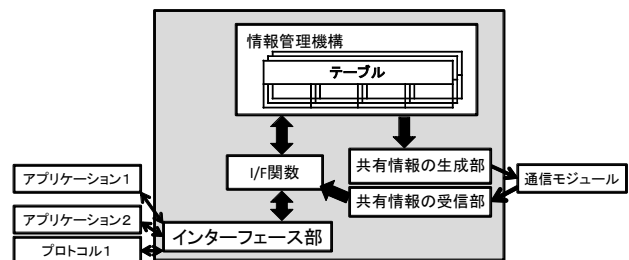 情報管理機構
テーブル
I/F関数
共有情報の生成部
共有情報の受信部
通信モジュール
アプリケーション1
アプリケーション2
プロトコル1
インターフェース部